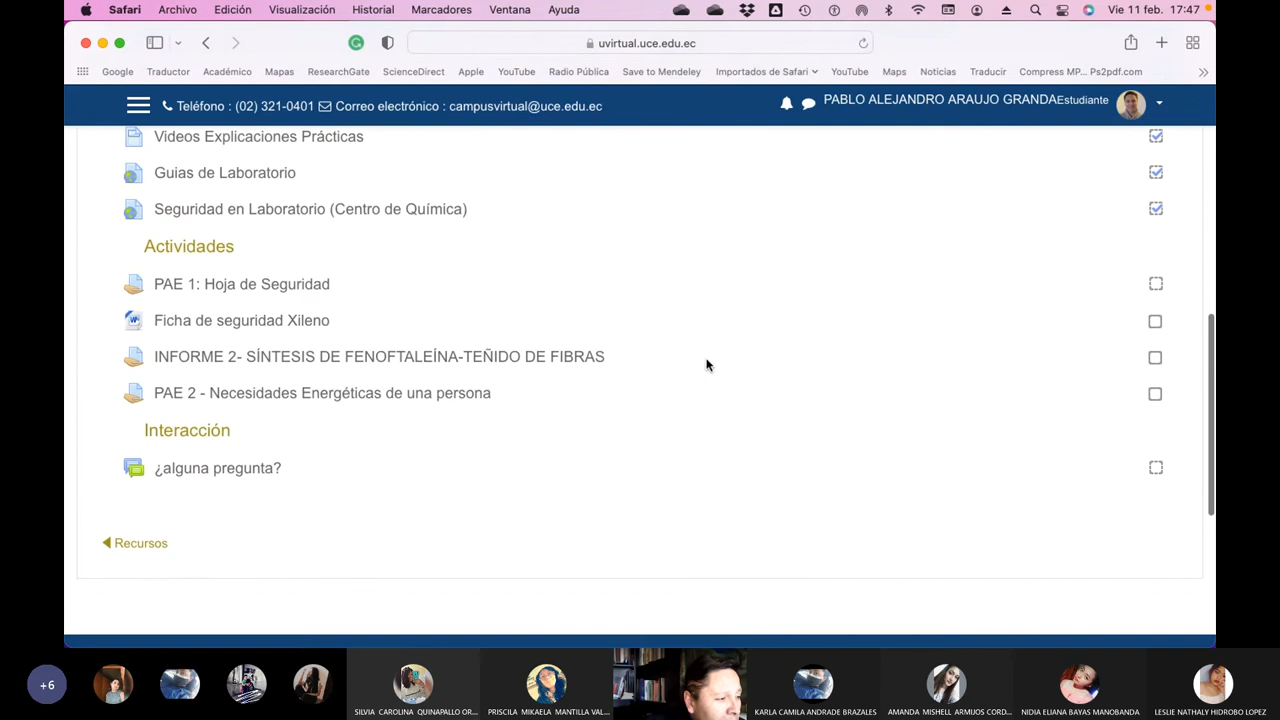 Safari Archivo Edición Visualización Historial Marcadores Ventana Ayuda Vie 11 feb. 17:47
uvirtual.uce.edu.ec
Google Traductor Académico Mapas ResearchGate ScienceDirect Apple YouTube Radio Pública Save to Mendeley Importados de Safari YouTube Maps Noticias Traducir Compress MP... Ps2pdf.com
Teléfono : (02) 321-0401 Correo electrónico : campusvirtual@uce.edu.ec PABLO ALEJANDRO ARAUJO GRANDAEstudiante
Videos Explicaciones Prácticas
Guias de Laboratorio
Seguridad en Laboratorio (Centro de Química)
Actividades
PAE 1: Hoja de Seguridad
Ficha de seguridad Xileno
INFORME 2- SÍNTESIS DE FENOFTALEÍNA-TEÑIDO DE FIBRAS
PAE 2 - Necesidades Energéticas de una persona
Interacción
¿alguna pregunta?
Recursos
+6
SILVIA CAROLINA QUINAPALLO OR... PRISCILA MIKAELA MANTILLA VAL... KARLA CAMILA ANDRADE BRAZALES AMANDA MISHELL ARMIJOS CORD... NIDIA ELIANA BAYAS MANOBANDA LESLIE NATHALY HIDROBO LOPEZ